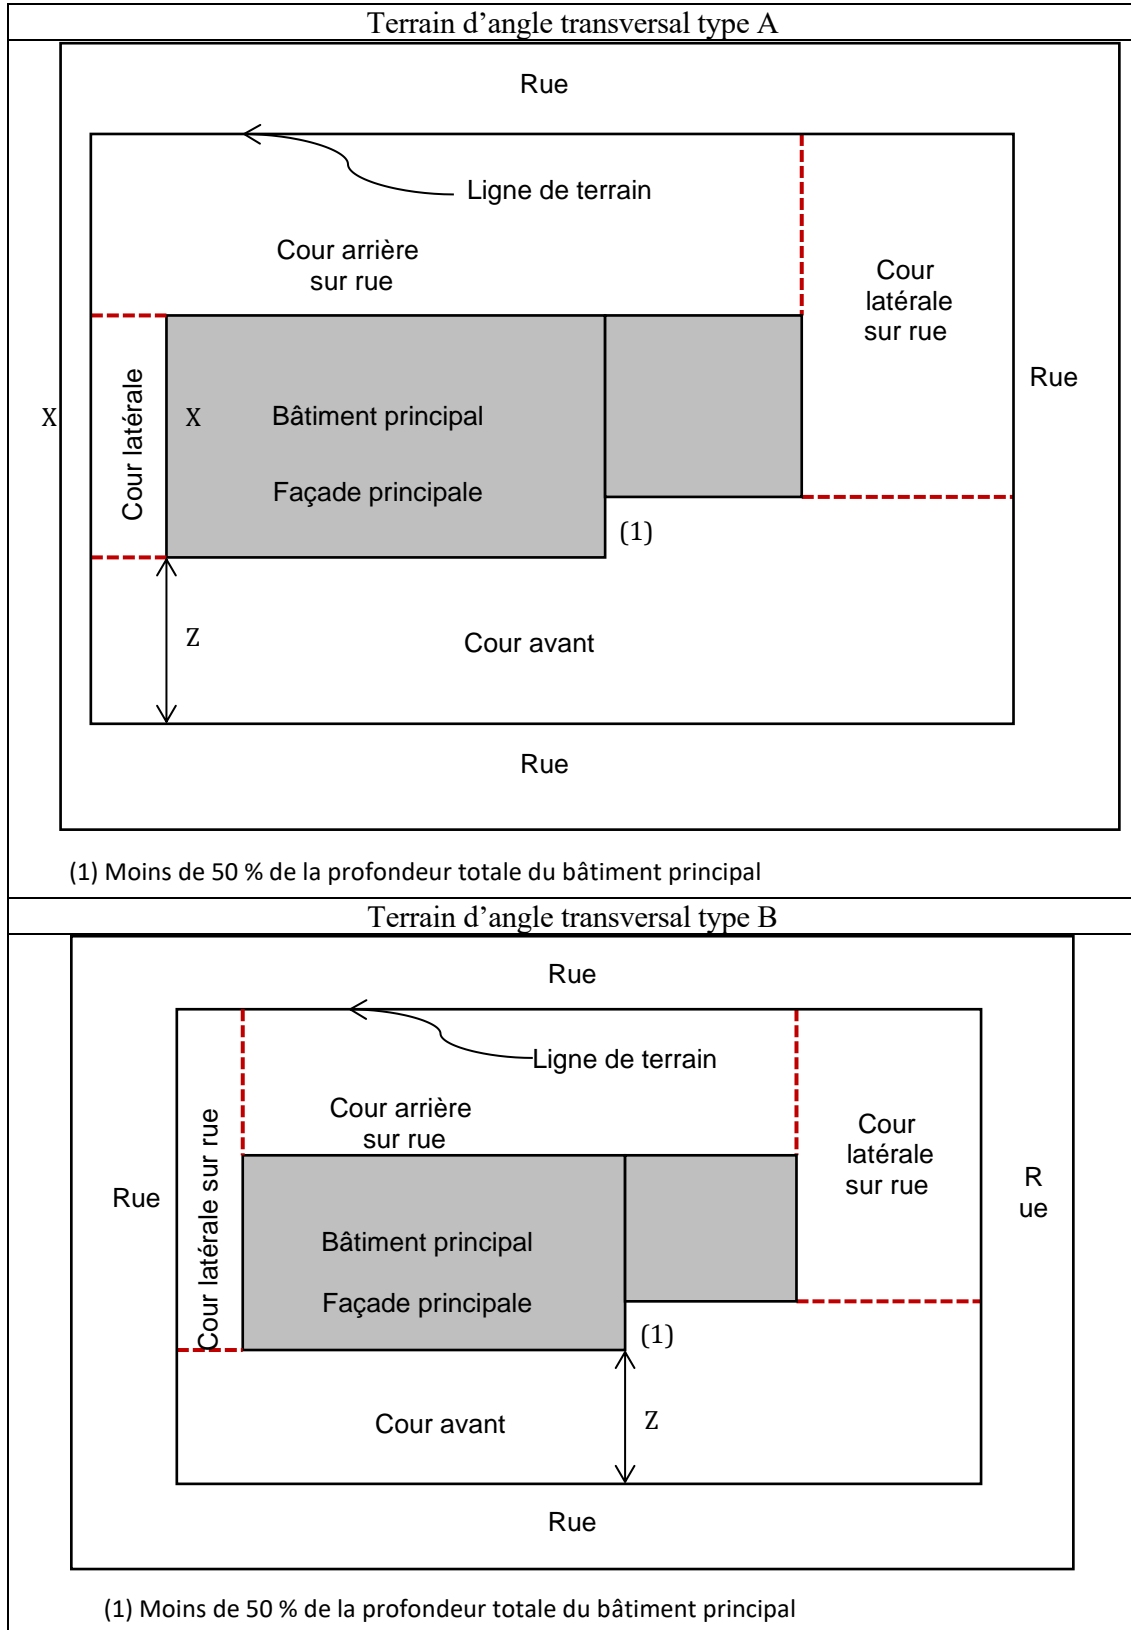 Terrain d’angle transversal type A
Rue
Ligne de terrain
Cour arrière
sur rue
Cour
latérale
sur rue
Rue
X
Cour latérale
X
Bâtiment principal
Façade principale
(1)
Z
Cour avant
Rue
(1) Moins de 50 % de la profondeur totale du bâtiment principal
Terrain d’angle transversal type B
Rue
Ligne de terrain
Cour arrière
sur rue
Cour
latérale
sur rue
Rue
Cour latérale sur rue
R
ue
Bâtiment principal
Façade principale
(1)
Cour avant
Z
Rue
(1) Moins de 50 % de la profondeur totale du bâtiment principal